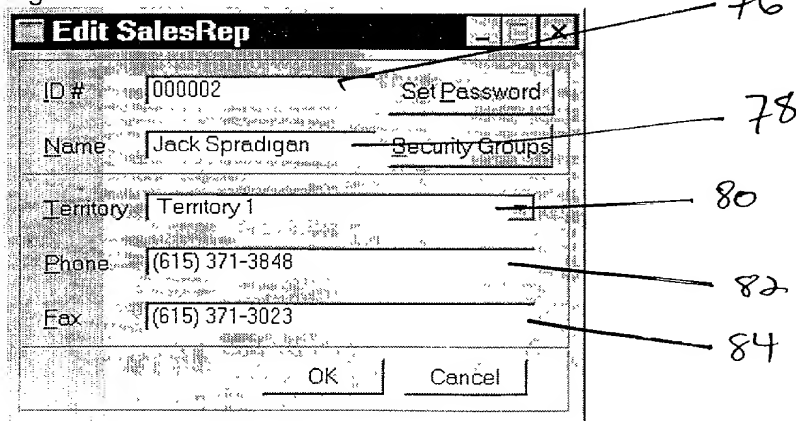 76
Edit SalesRep
ID # 000002 Set Password
78
Name Jack Spradigan Security Groups
Territory Territory 1 80
Phone (615) 371-3848
82
Fax (615) 371-3023
84
OK Cancel